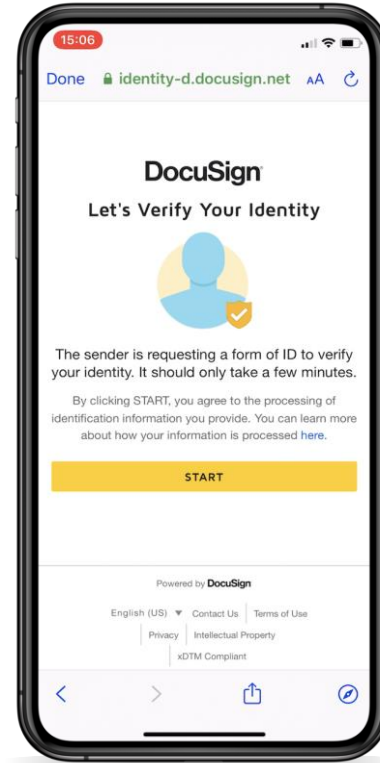 15:06
Done identity-d.docusign.net AA
DocuSign
Let's Verify Your Identity
The sender is requesting a form of ID to verify
your identity. It should only take a few minutes.
By clicking START, you agree to the processing of
identification information you provide. You can learn more
about how your information is processed here.
START
Powered by DocuSign
English (US) ▼ Contact Us Terms of Use
Privacy Intellectual Property
xDTM Compliant